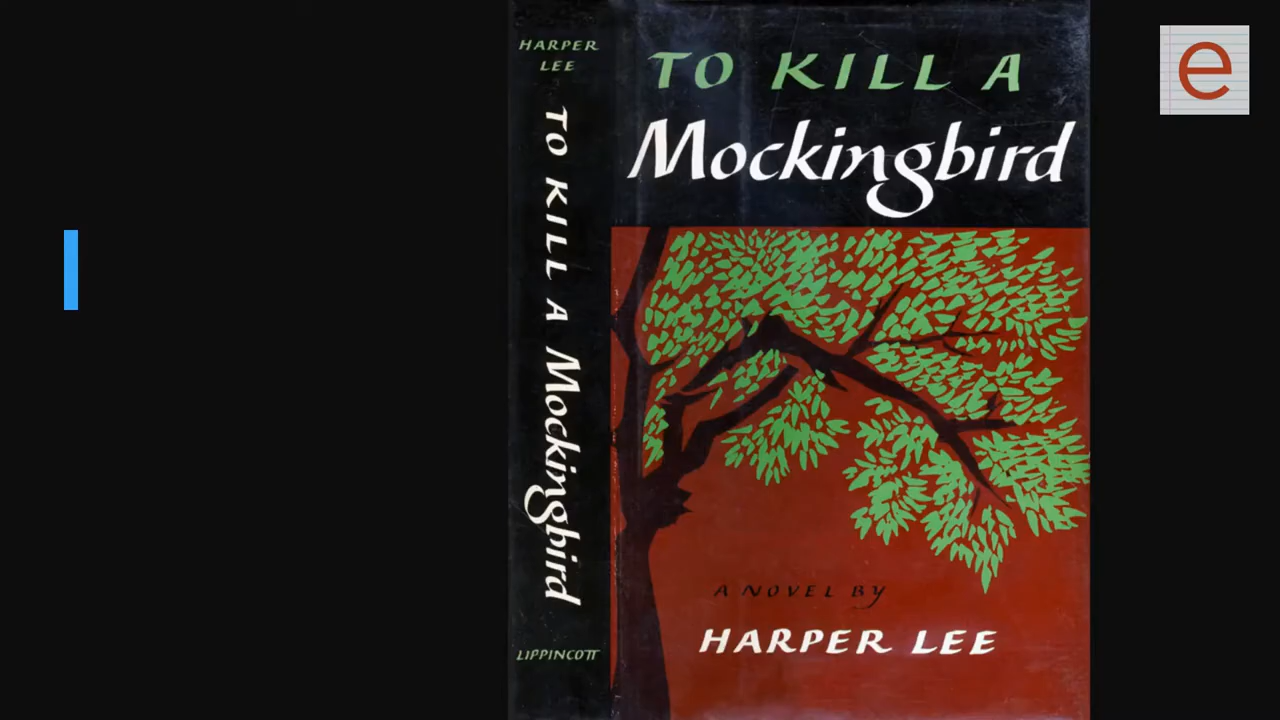 HARPER
LEE
TO KILL A Mockingbird
LIPPINCOTT
TO KILL A
Mockingbird
A NOVEL BY
HARPER LEE
e